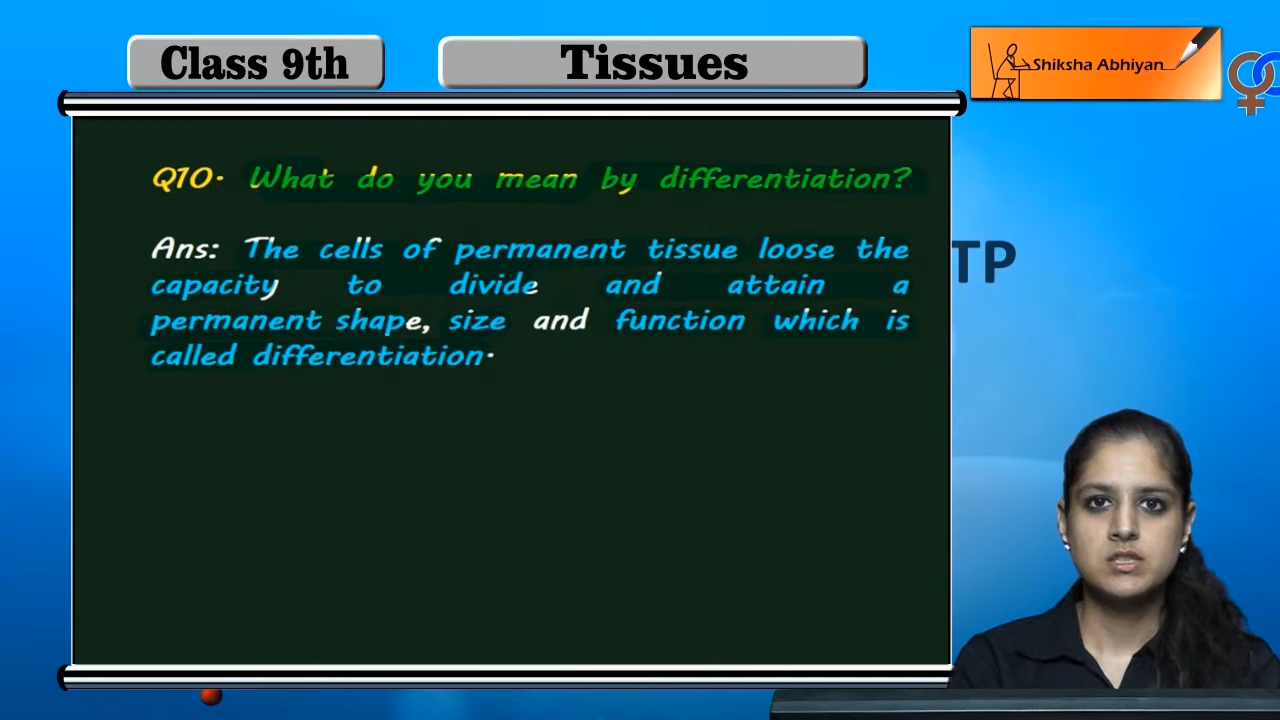 Class 9th
Tissues
Shiksha Abhiyan
Q10. What do you mean by differentiation?
Ans: The cells of permanent tissue loose the
capacity to divide and attain a
permanent shape, size and function which is
called differentiation.
TP